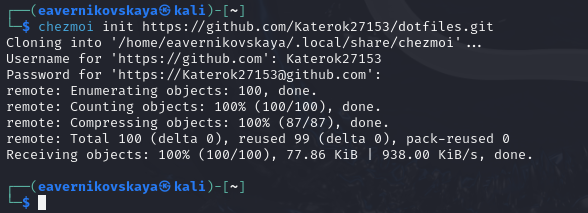 ┌──(eavernikovskaya㉿kali)-[~]
└─$ chezmoi init https://github.com/Katerok27153/dotfiles.git
Cloning into '/home/eavernikovskaya/.local/share/chezmoi'...
Username for 'https://github.com': Katerok27153
Password for 'https://Katerok27153@github.com':
remote: Enumerating objects: 100, done.
remote: Counting objects: 100% (100/100), done.
remote: Compressing objects: 100% (87/87), done.
remote: Total 100 (delta 0), reused 99 (delta 0), pack-reused 0
Receiving objects: 100% (100/100), 77.86 KiB | 938.00 KiB/s, done.
┌──(eavernikovskaya㉿kali)-[~]
└─$